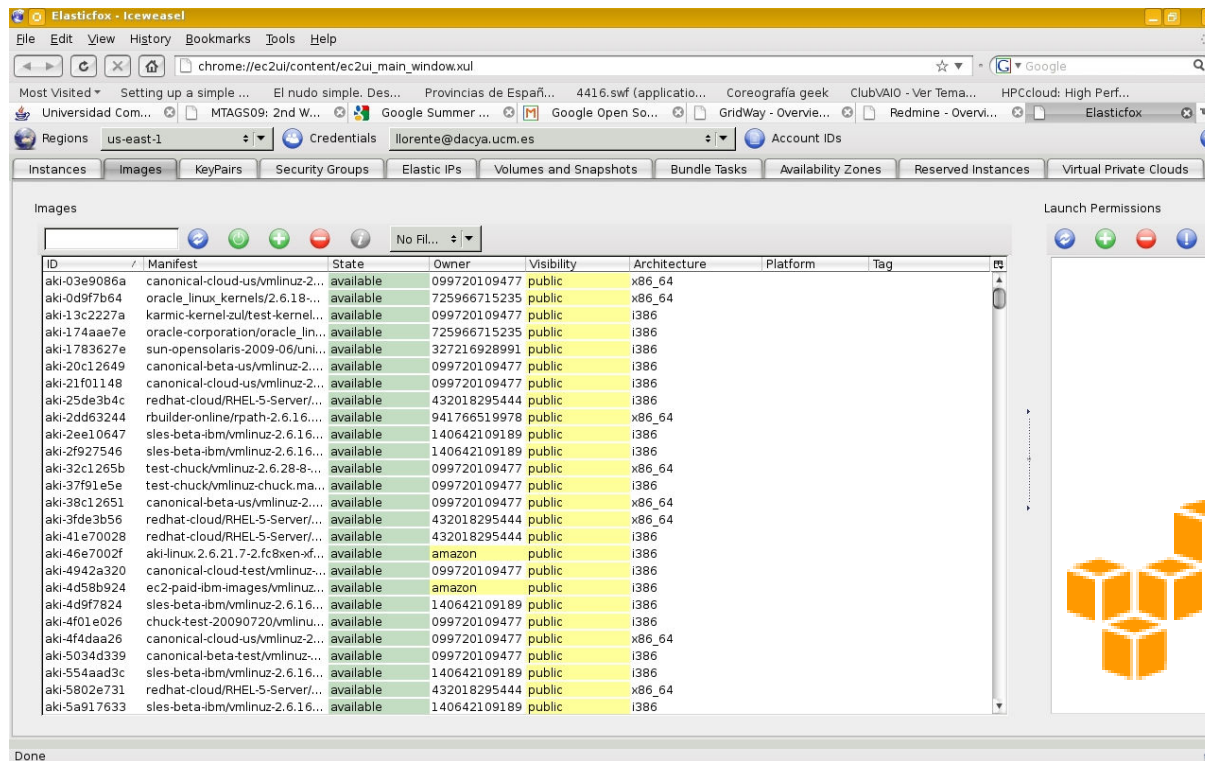 Elasticfox - Iceweasel
File Edit View History Bookmarks Tools Help
chrome://ec2ui/content/ec2ui_main_window.xul Google
Most Visited Setting up a simple ... El nudo simple. Des... Provincias de Españ... 4416.swf (applicatio... Coreografía geek ClubVAIO - Ver Tema... HPCcloud: High Perf...
Universidad Com... MTAGS09: 2nd W... Google Summer ... Google Open So... GridWay - Overvie... Redmine - Overvi... Elasticfox
Regions us-east-1 Credentials llorente@dacya.ucm.es Account IDs
Instances Images KeyPairs Security Groups Elastic IPs Volumes and Snapshots Bundle Tasks Availability Zones Reserved Instances Virtual Private Clouds
Images Launch Permissions
No Fil...
ID Manifest State Owner Visibility Architecture Platform Tag
aki-03e9086a canonical-cloud-us/vmlinuz-2... available 099720109477 public x86_64
aki-0d9f7b64 oracle_linux_kernels/2.6.18-... available 725966715235 public x86_64
aki-13c2227a karmic-kernel-zul/test-kernel... available 099720109477 public i386
aki-174aae7e oracle-corporation/oracle_lin... available 725966715235 public i386
aki-1783627e sun-opensolaris-2009-06/uni... available 327216928991 public i386
aki-20c12649 canonical-beta-us/vmlinuz-2.... available 099720109477 public i386
aki-21f01148 canonical-cloud-us/vmlinuz-2... available 099720109477 public i386
aki-25de3b4c redhat-cloud/RHEL-5-Server/... available 432018295444 public i386
aki-2dd63244 rbuilder-online/rpath-2.6.16.... available 941766519978 public x86_64
aki-2ee10647 sles-beta-ibm/vmlinuz-2.6.16... available 140642109189 public i386
aki-2f927546 sles-beta-ibm/vmlinuz-2.6.16... available 140642109189 public i386
aki-32c1265b test-chuck/vmlinuz-2.6.28-8-... available 099720109477 public x86_64
aki-37f91e5e test-chuck/vmlinuz-chuck.ma... available 099720109477 public i386
aki-38c12651 canonical-beta-us/vmlinuz-2.... available 099720109477 public x86_64
aki-3fde3b56 redhat-cloud/RHEL-5-Server/... available 432018295444 public x86_64
aki-41e70028 redhat-cloud/RHEL-5-Server/... available 432018295444 public i386
aki-46e7002f aki-linux.2.6.21.7-2.fc8xen-xf... available amazon public i386
aki-4942a320 canonical-cloud-test/vmlinuz-... available 099720109477 public i386
aki-4d58b924 ec2-paid-ibm-images/vmlinuz... available amazon public i386
aki-4d9f7824 sles-beta-ibm/vmlinuz-2.6.16... available 140642109189 public i386
aki-4f01e026 chuck-test-20090720/vmlinu... available 099720109477 public i386
aki-4f4daa26 canonical-cloud-us/vmlinuz-2... available 099720109477 public x86_64
aki-5034d339 canonical-beta-test/vmlinuz-... available 099720109477 public i386
aki-554aad3c sles-beta-ibm/vmlinuz-2.6.16... available 140642109189 public i386
aki-5802e731 redhat-cloud/RHEL-5-Server/... available 432018295444 public x86_64
aki-5a917633 sles-beta-ibm/vmlinuz-2.6.16... available 140642109189 public i386
Done